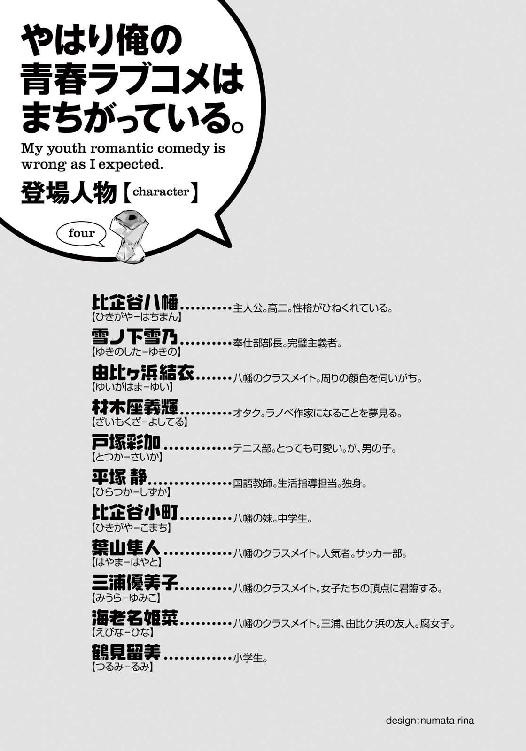 やはり俺の
青春ラブコメは
まちがっている。
My youth romantic comedy is
wrong as I expected.
登場人物【character】
four
比企谷八幡‥‥‥‥‥主人公。高二。性格がひねくれている。
【ひきがや-はちまん】
雪ノ下雪乃‥‥‥‥‥奉仕部部長。完璧主義者。
【ゆきのした-ゆきの】
由比ヶ浜結衣‥‥‥‥八幡のクラスメイト。周りの顔色を伺いがち。
【ゆいがはま-ゆい】
材木座義輝‥‥‥‥‥オタク。ラノベ作家になることを夢見る。
【ざいもくざ-よしてる】
戸塚彩加‥‥‥‥‥‥テニス部。とっても可愛い。が、男の子。
【とつか-さいか】
平塚 静‥‥‥‥‥‥‥国語教師。生活指導担当。独身。
【ひらつか-しずか】
比企谷小町‥‥‥‥‥八幡の妹。中学生。
【ひきがや-こまち】
葉山隼人‥‥‥‥‥‥八幡のクラスメイト。人気者。サッカー部。
【はやま-はやと】
三浦優美子‥‥‥‥‥八幡のクラスメイト。女子たちの頂点に君臨する。
【みうら-ゆみこ】
海老名姫菜‥‥‥‥‥八幡のクラスメイト。三浦、由比ヶ浜の友人。腐女子。
【えびな-ひな】
鶴見留美‥‥‥‥‥‥小学生。
【つるみ-るみ】
design:numata rina